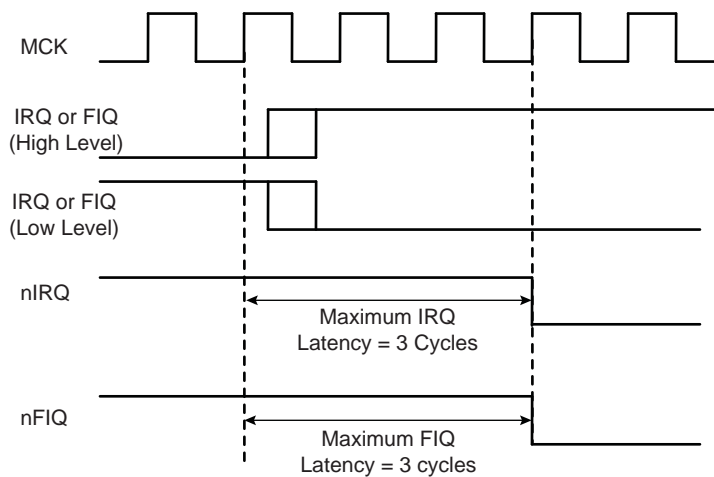 MCK
IRQ or FIQ
(High Level)
IRQ or FIQ
(Low Level)
nIRQ
Maximum IRQ
Latency = 3 Cycles
nFIQ
Maximum FIQ
Latency = 3 cycles